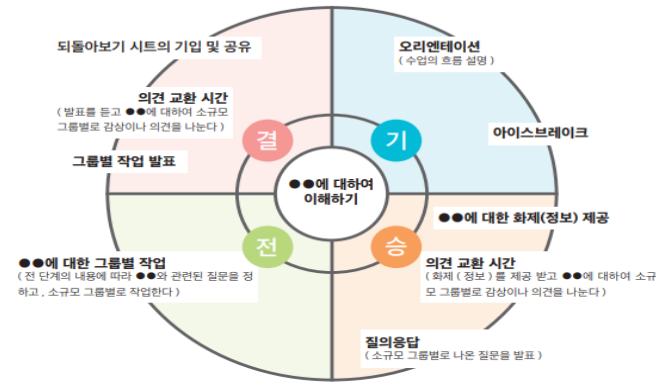 오리엔테이션
( 수업의 흐름 설명 )
아이스브레이크
기
●●에 대한 화제(정보) 제공
의견 교환 시간
( 화제 ( 정보 ) 를 제공 받고 ●●에 대하여 소규
모 그룹별로 감상이나 의견을 나눈다 )
질의응답
( 소규모 그룹별로 나온 질문을 발표 )
승
●●에 대한 그룹별 작업
( 전 단계의 내용에 따라 ●●와 관련된 질문을 정
하고 , 소규모 그룹별로 작업한다 )
전
그룹별 작업 발표
의견 교환 시간
( 발표를 듣고 ●●에 대하여 소규모
그룹별로 감상이나 의견을 나눈다 )
되돌아보기 시트의 기입 및 공유
결
●●에 대하여
이해하기